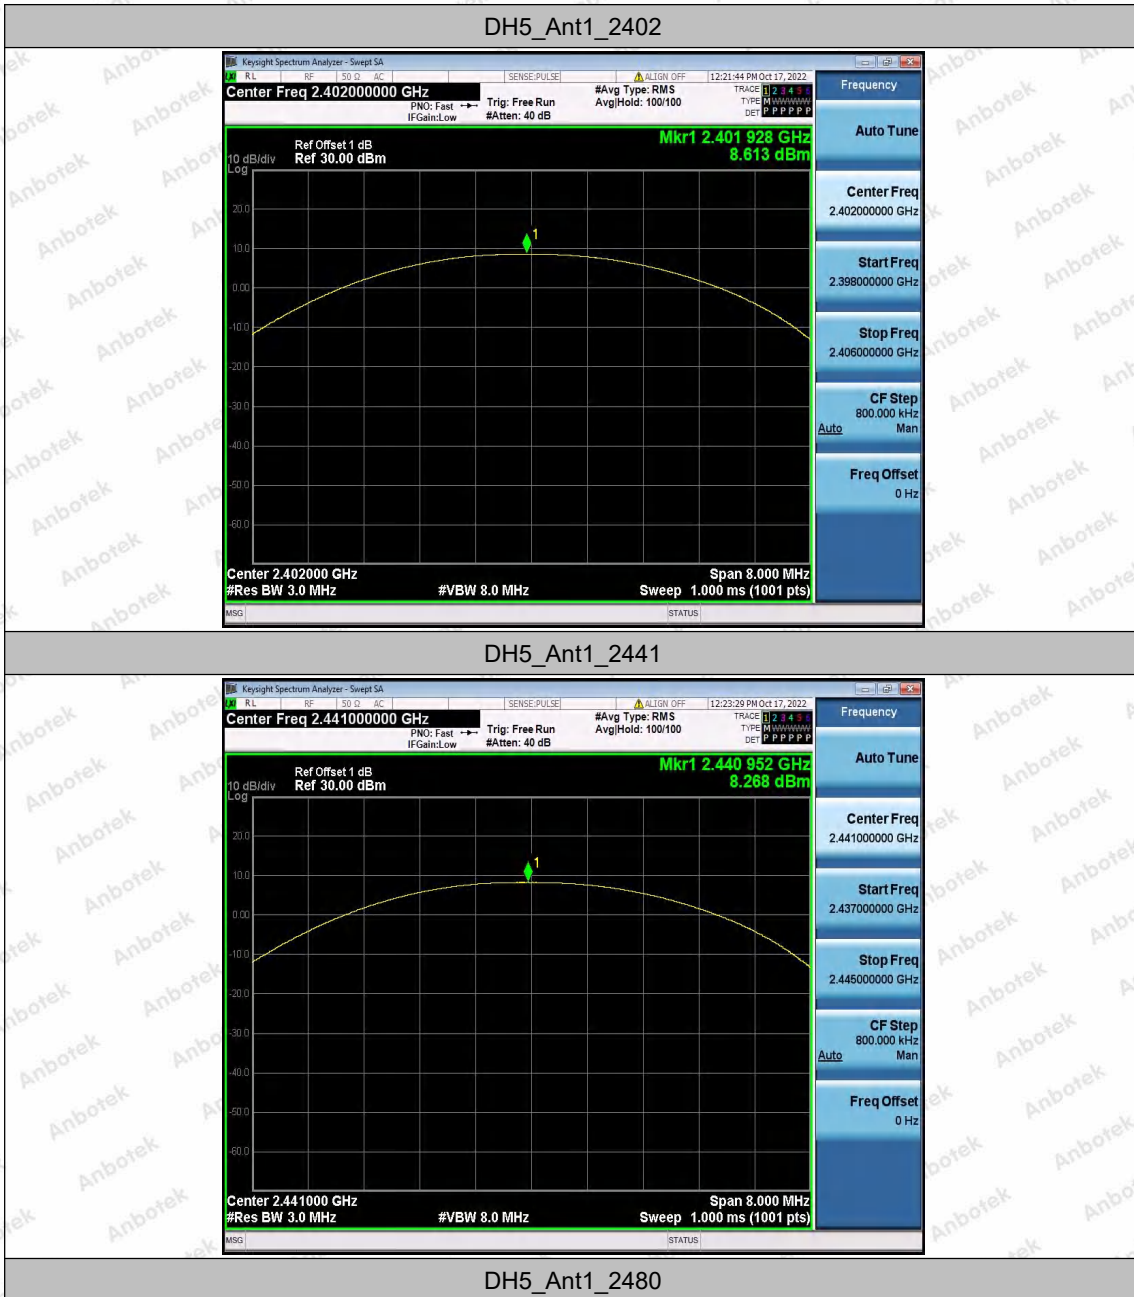 DH5_Ant1_2402
Keysight Spectrum Analyzer - Swept SA
LXI RL RF 50 Ω AC SENSE:PULSE ALIGN OFF 12:21:44 PM Oct 17, 2022
Center Freq 2.402000000 GHz #Avg Type: RMS TRACE 1 2 3 4 5 6
PNO: Fast Trig: Free Run Avg|Hold: 100/100 TYPE M WWWWW
IFGain:Low #Atten: 40 dB DET P P P P P P
Mkr1 2.401 928 GHz
8.613 dBm
Ref Offset 1 dB
10 dB/div Ref 30.00 dBm
Log
20.0
10.0
0.00
-10.0
-20.0
-30.0
-40.0
-50.0
-60.0
1
Center 2.402000 GHz Span 8.000 MHz
#Res BW 3.0 MHz #VBW 8.0 MHz Sweep 1.000 ms (1001 pts)
MSG STATUS
Frequency
Auto Tune
Center Freq
2.402000000 GHz
Start Freq
2.398000000 GHz
Stop Freq
2.406000000 GHz
CF Step
800.000 kHz
Auto Man
Freq Offset
0 Hz
DH5_Ant1_2441
Keysight Spectrum Analyzer - Swept SA
LXI RL RF 50 Ω AC SENSE:PULSE ALIGN OFF 12:23:29 PM Oct 17, 2022
Center Freq 2.441000000 GHz #Avg Type: RMS TRACE 1 2 3 4 5 6
PNO: Fast Trig: Free Run Avg|Hold: 100/100 TYPE M WWWWW
IFGain:Low #Atten: 40 dB DET P P P P P P
Mkr1 2.440 952 GHz
8.268 dBm
Ref Offset 1 dB
10 dB/div Ref 30.00 dBm
Log
20.0
10.0
0.00
-10.0
-20.0
-30.0
-40.0
-50.0
-60.0
1
Center 2.441000 GHz Span 8.000 MHz
#Res BW 3.0 MHz #VBW 8.0 MHz Sweep 1.000 ms (1001 pts)
MSG STATUS
Frequency
Auto Tune
Center Freq
2.441000000 GHz
Start Freq
2.437000000 GHz
Stop Freq
2.445000000 GHz
CF Step
800.000 kHz
Auto Man
Freq Offset
0 Hz
DH5_Ant1_2480
Anbotek